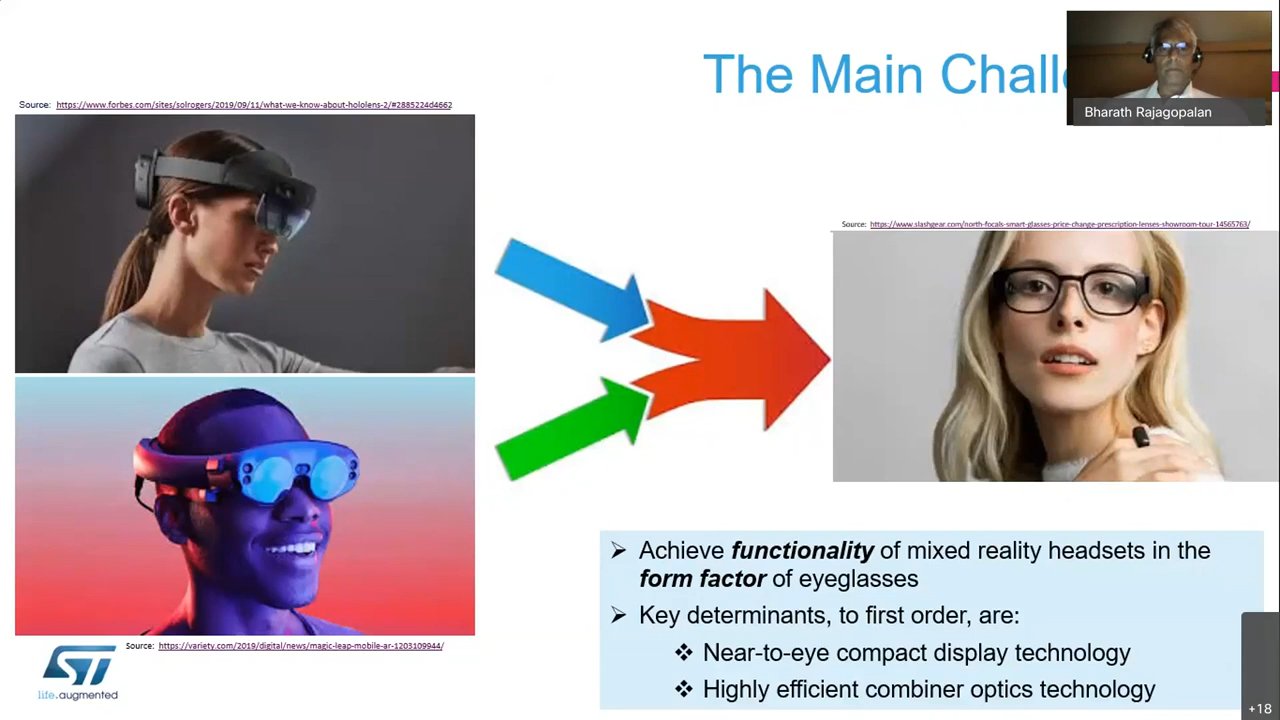 The Main Chall
Bharath Rajagopalan
Source: https://www.forbes.com/sites/solrogers/2019/09/11/what-we-know-about-hololens-2/#2885224d4662
Source: https://www.slashgear.com/north-focals-smart-glasses-price-change-prescription-lenses-showroom-tour-14565763/
➢ Achieve functionality of mixed reality headsets in the
form factor of eyeglasses
➢ Key determinants, to first order, are:
❖ Near-to-eye compact display technology
❖ Highly efficient combiner optics technology
Source: https://variety.com/2019/digital/news/magic-leap-mobile-ar-1203109944/
ST
life.augmented
+18